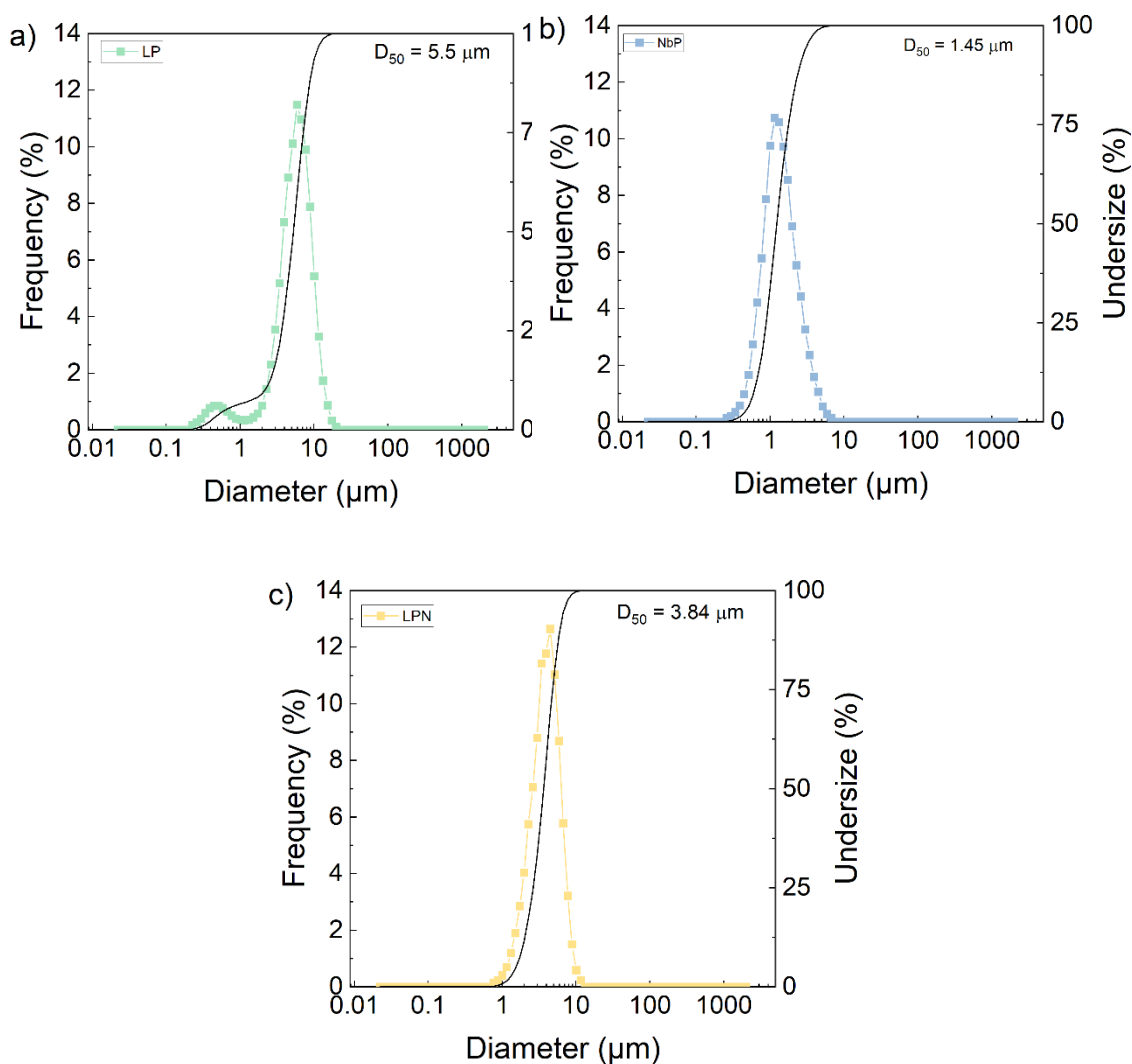 a)
LP
D50 = 5.5 µm
14
12
10
8
6
4
2
0
1
7
5
2
0
0.01 0.1 1 10 100 1000
Frequency (%)
Diameter (µm)
b)
NbP
D50 = 1.45 µm
14
12
10
8
6
4
2
0
100
75
50
25
0
0.01 0.1 1 10 100 1000
Frequency (%)
Undersize (%)
Diameter (µm)
c)
LPN
D50 = 3.84 µm
14
12
10
8
6
4
2
0
100
75
50
25
0
0.01 0.1 1 10 100 1000
Frequency (%)
Undersize (%)
Diameter (µm)